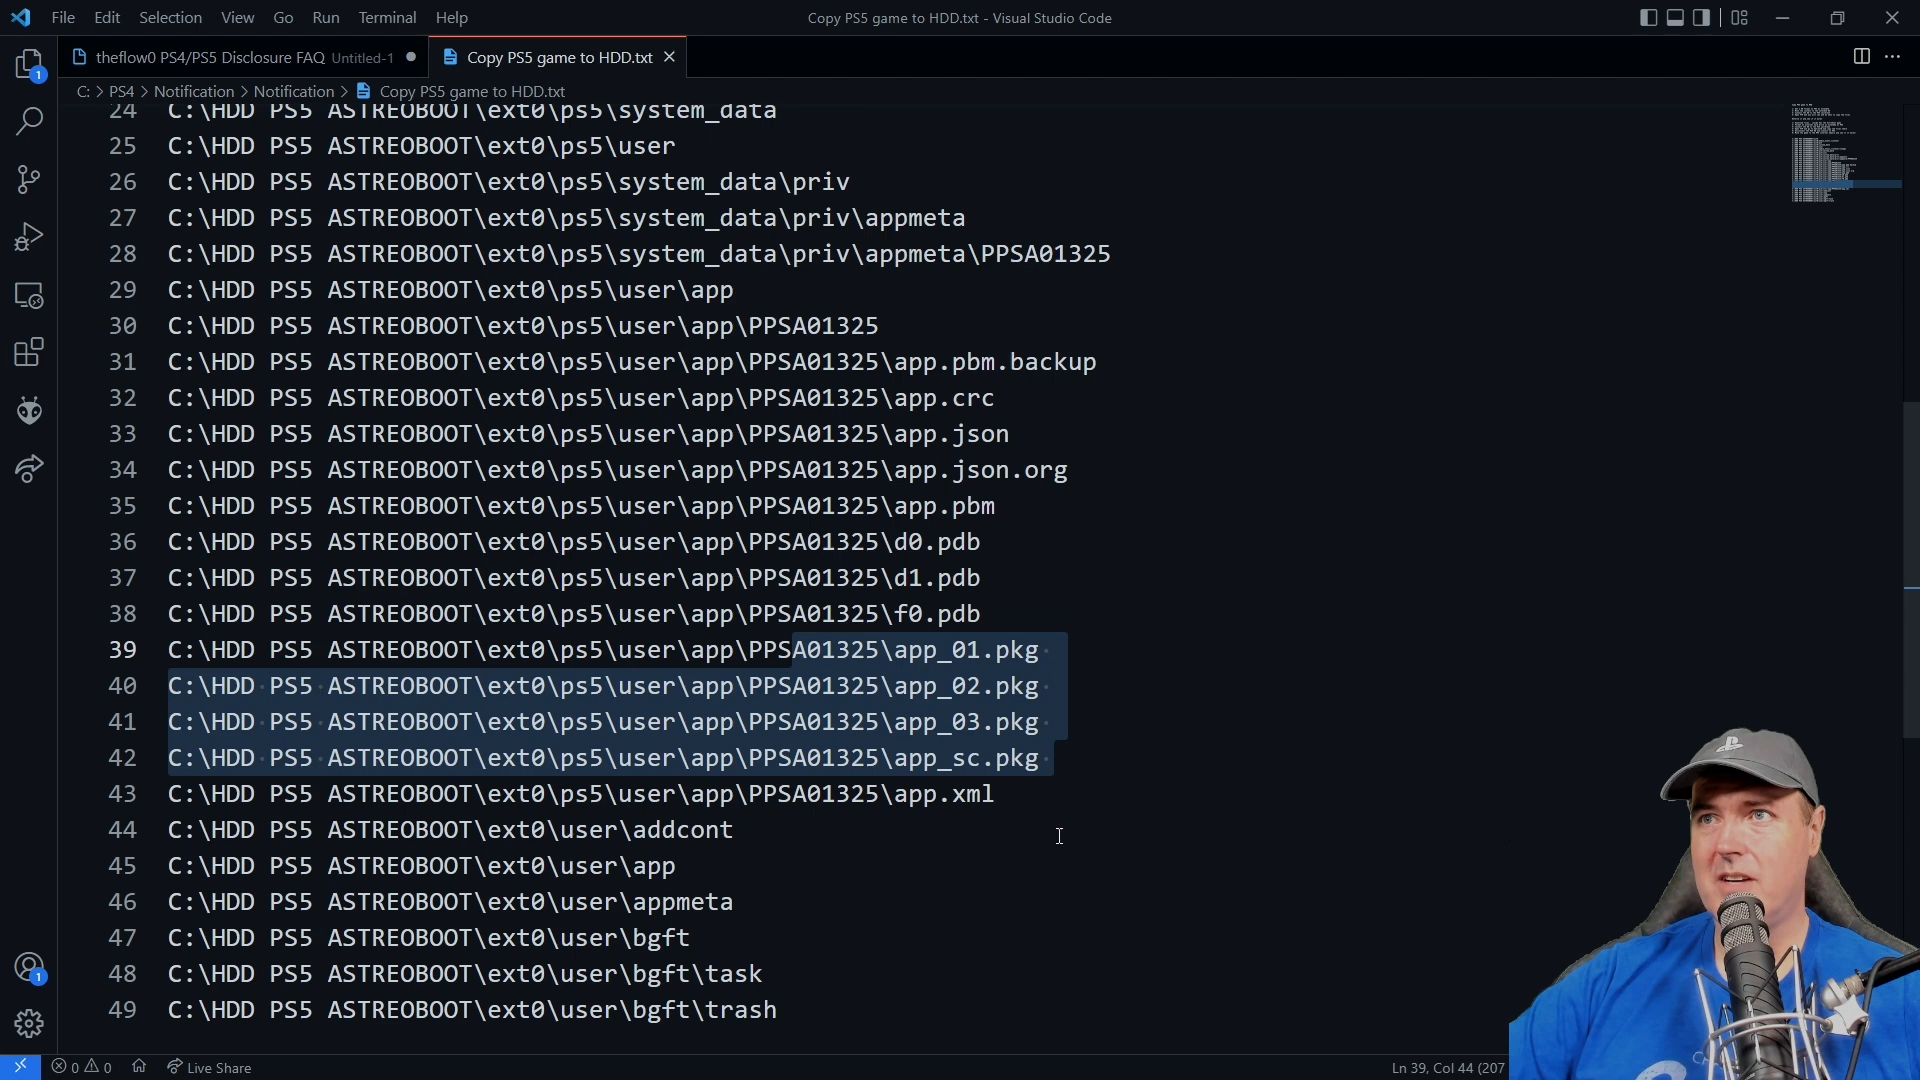 File Edit Selection View Go Run Terminal Help
Copy PS5 game to HDD.txt - Visual Studio Code
theflow0 PS4/PS5 Disclosure FAQ Untitled-1
Copy PS5 game to HDD.txt
C: > PS4 > Notification > Notification > Copy PS5 game to HDD.txt
24 C:\HDD PS5 ASTREOBOOT\ext0\ps5\system_data
25 C:\HDD PS5 ASTREOBOOT\ext0\ps5\user
26 C:\HDD PS5 ASTREOBOOT\ext0\ps5\system_data\priv
27 C:\HDD PS5 ASTREOBOOT\ext0\ps5\system_data\priv\appmeta
28 C:\HDD PS5 ASTREOBOOT\ext0\ps5\system_data\priv\appmeta\PPSA01325
29 C:\HDD PS5 ASTREOBOOT\ext0\ps5\user\app
30 C:\HDD PS5 ASTREOBOOT\ext0\ps5\user\app\PPSA01325
31 C:\HDD PS5 ASTREOBOOT\ext0\ps5\user\app\PPSA01325\app.pbm.backup
32 C:\HDD PS5 ASTREOBOOT\ext0\ps5\user\app\PPSA01325\app.crc
33 C:\HDD PS5 ASTREOBOOT\ext0\ps5\user\app\PPSA01325\app.json
34 C:\HDD PS5 ASTREOBOOT\ext0\ps5\user\app\PPSA01325\app.json.org
35 C:\HDD PS5 ASTREOBOOT\ext0\ps5\user\app\PPSA01325\app.pbm
36 C:\HDD PS5 ASTREOBOOT\ext0\ps5\user\app\PPSA01325\d0.pdb
37 C:\HDD PS5 ASTREOBOOT\ext0\ps5\user\app\PPSA01325\d1.pdb
38 C:\HDD PS5 ASTREOBOOT\ext0\ps5\user\app\PPSA01325\f0.pdb
39 C:\HDD PS5 ASTREOBOOT\ext0\ps5\user\app\PPSA01325\app_01.pkg
40 C:\HDD PS5 ASTREOBOOT\ext0\ps5\user\app\PPSA01325\app_02.pkg
41 C:\HDD PS5 ASTREOBOOT\ext0\ps5\user\app\PPSA01325\app_03.pkg
42 C:\HDD PS5 ASTREOBOOT\ext0\ps5\user\app\PPSA01325\app_sc.pkg
43 C:\HDD PS5 ASTREOBOOT\ext0\ps5\user\app\PPSA01325\app.xml
44 C:\HDD PS5 ASTREOBOOT\ext0\user\addcont
45 C:\HDD PS5 ASTREOBOOT\ext0\user\app
46 C:\HDD PS5 ASTREOBOOT\ext0\user\appmeta
47 C:\HDD PS5 ASTREOBOOT\ext0\user\bgft
48 C:\HDD PS5 ASTREOBOOT\ext0\user\bgft\task
49 C:\HDD PS5 ASTREOBOOT\ext0\user\bgft\trash
1
1
0 0 Live Share
Ln 39, Col 44 (207